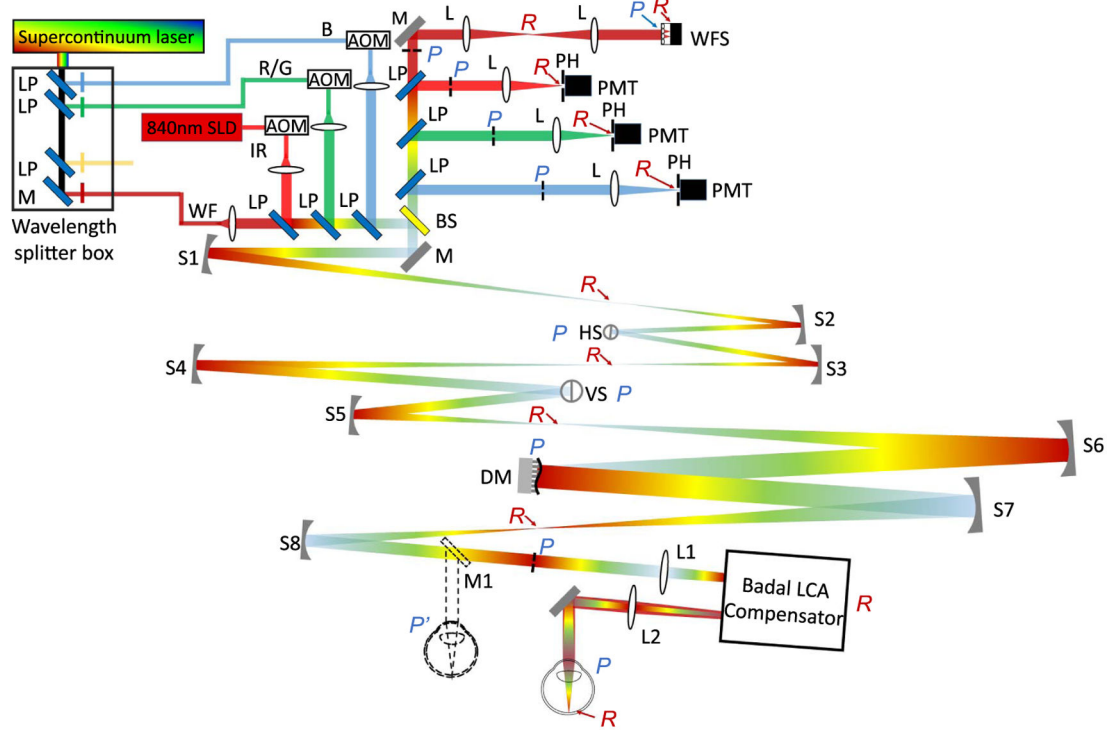 Supercontinuum laser
LP
LP
LP
M
Wavelength
splitter box
B
AOM
R/G
AOM
840nm SLD
AOM
IR
WF
LP
LP
LP
M
L
R
L
P
R
WFS
P
LP
P
L
R
PH
PMT
LP
P
L
R
PH
PMT
LP
P
L
R
PH
PMT
BS
M
S1
R
S2
P
HS
R
S3
S4
VS
P
S5
R
S6
P
DM
S7
R
S8
M1
P
L1
Badal LCA
Compensator
R
L2
P'
P
R